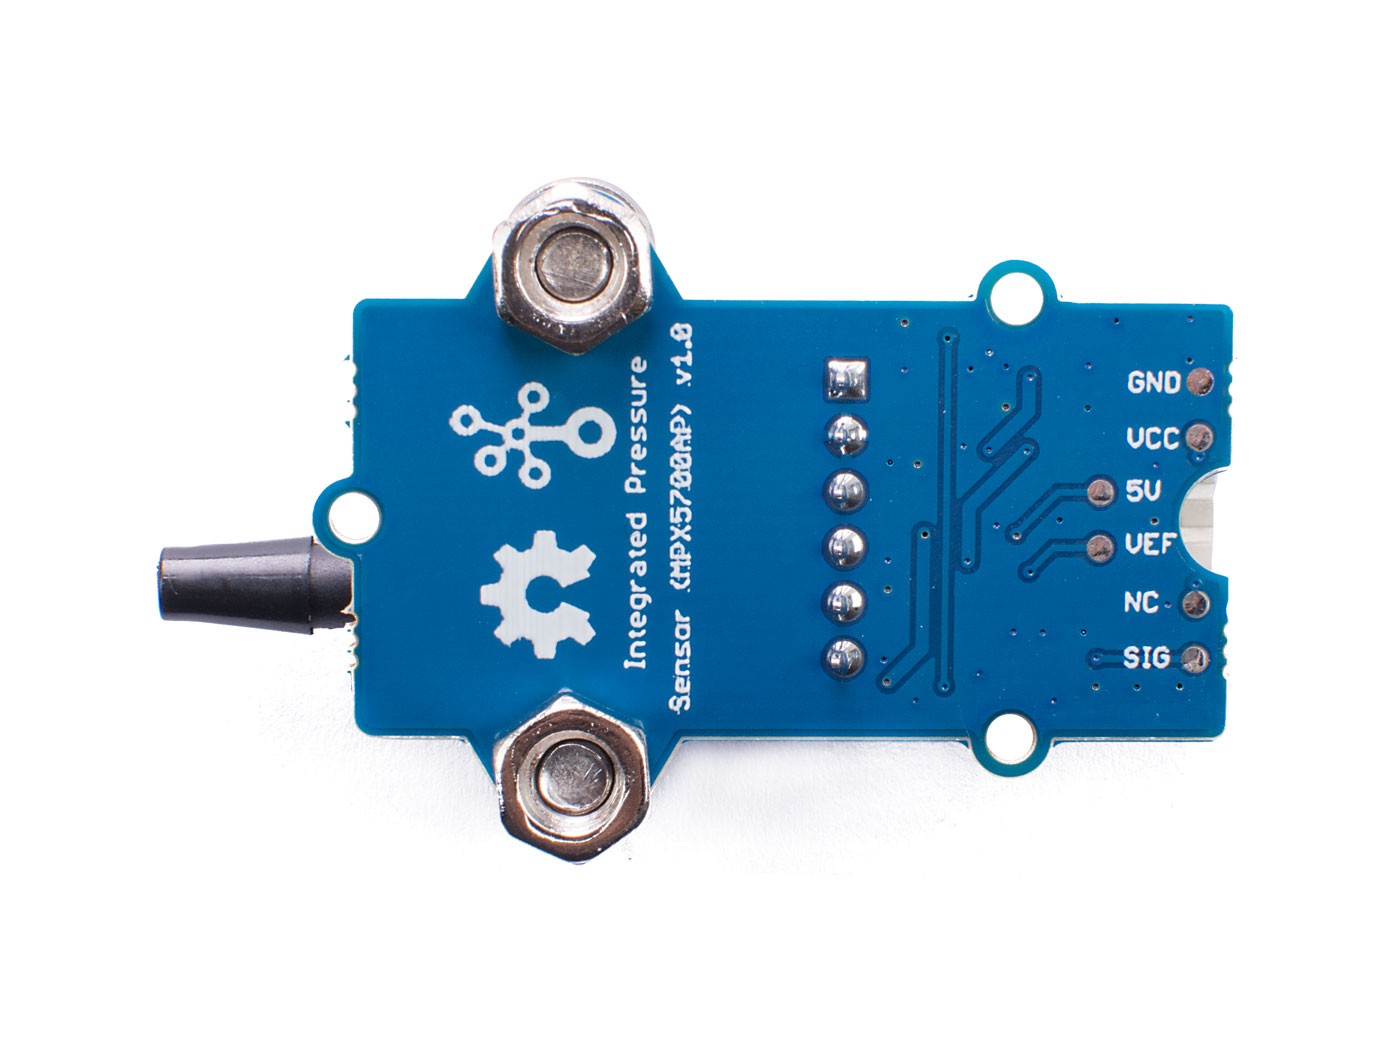 Integrated Pressure
Sensor (MPX5700AP) v1.0
GND
VCC
5V
VEF
NC
SIG